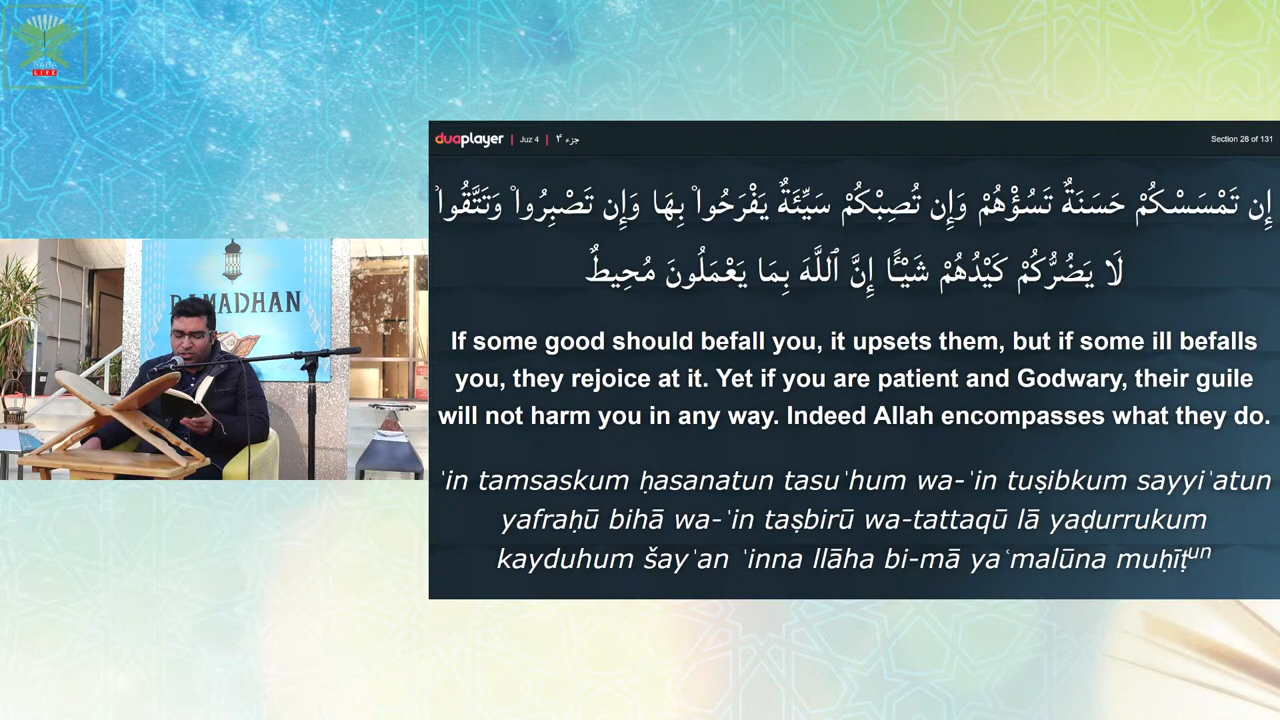 SABA
LIVE
duaplayer | Juz 4 | جزء ۴
Section 28 of 131
إِن تَمْسَسْكُمْ حَسَنَةٌ تَسُؤْهُمْ وَإِن تُصِبْكُمْ سَيِّئَةٌ يَفْرَحُوا۟ بِهَا وَإِن تَصْبِرُوا۟ وَتَتَّقُوا۟
لَا يَضُرُّكُمْ كَيْدُهُمْ شَيْـًٔا إِنَّ ٱللَّهَ بِمَا يَعْمَلُونَ مُحِيطٌ
If some good should befall you, it upsets them, but if some ill befalls
you, they rejoice at it. Yet if you are patient and Godwary, their guile
will not harm you in any way. Indeed Allah encompasses what they do.
ʾin tamsaskum ḥasanatun tasuʾhum wa-ʾin tuṣibkum sayyiʾatun
yafraḥū bihā wa-ʾin taṣbirū wa-tattaqū lā yaḍurrukum
kayduhum šayʾan ʾinna llāha bi-mā yaʿmalūna muḥīṭᵘⁿ
RAMADHAN